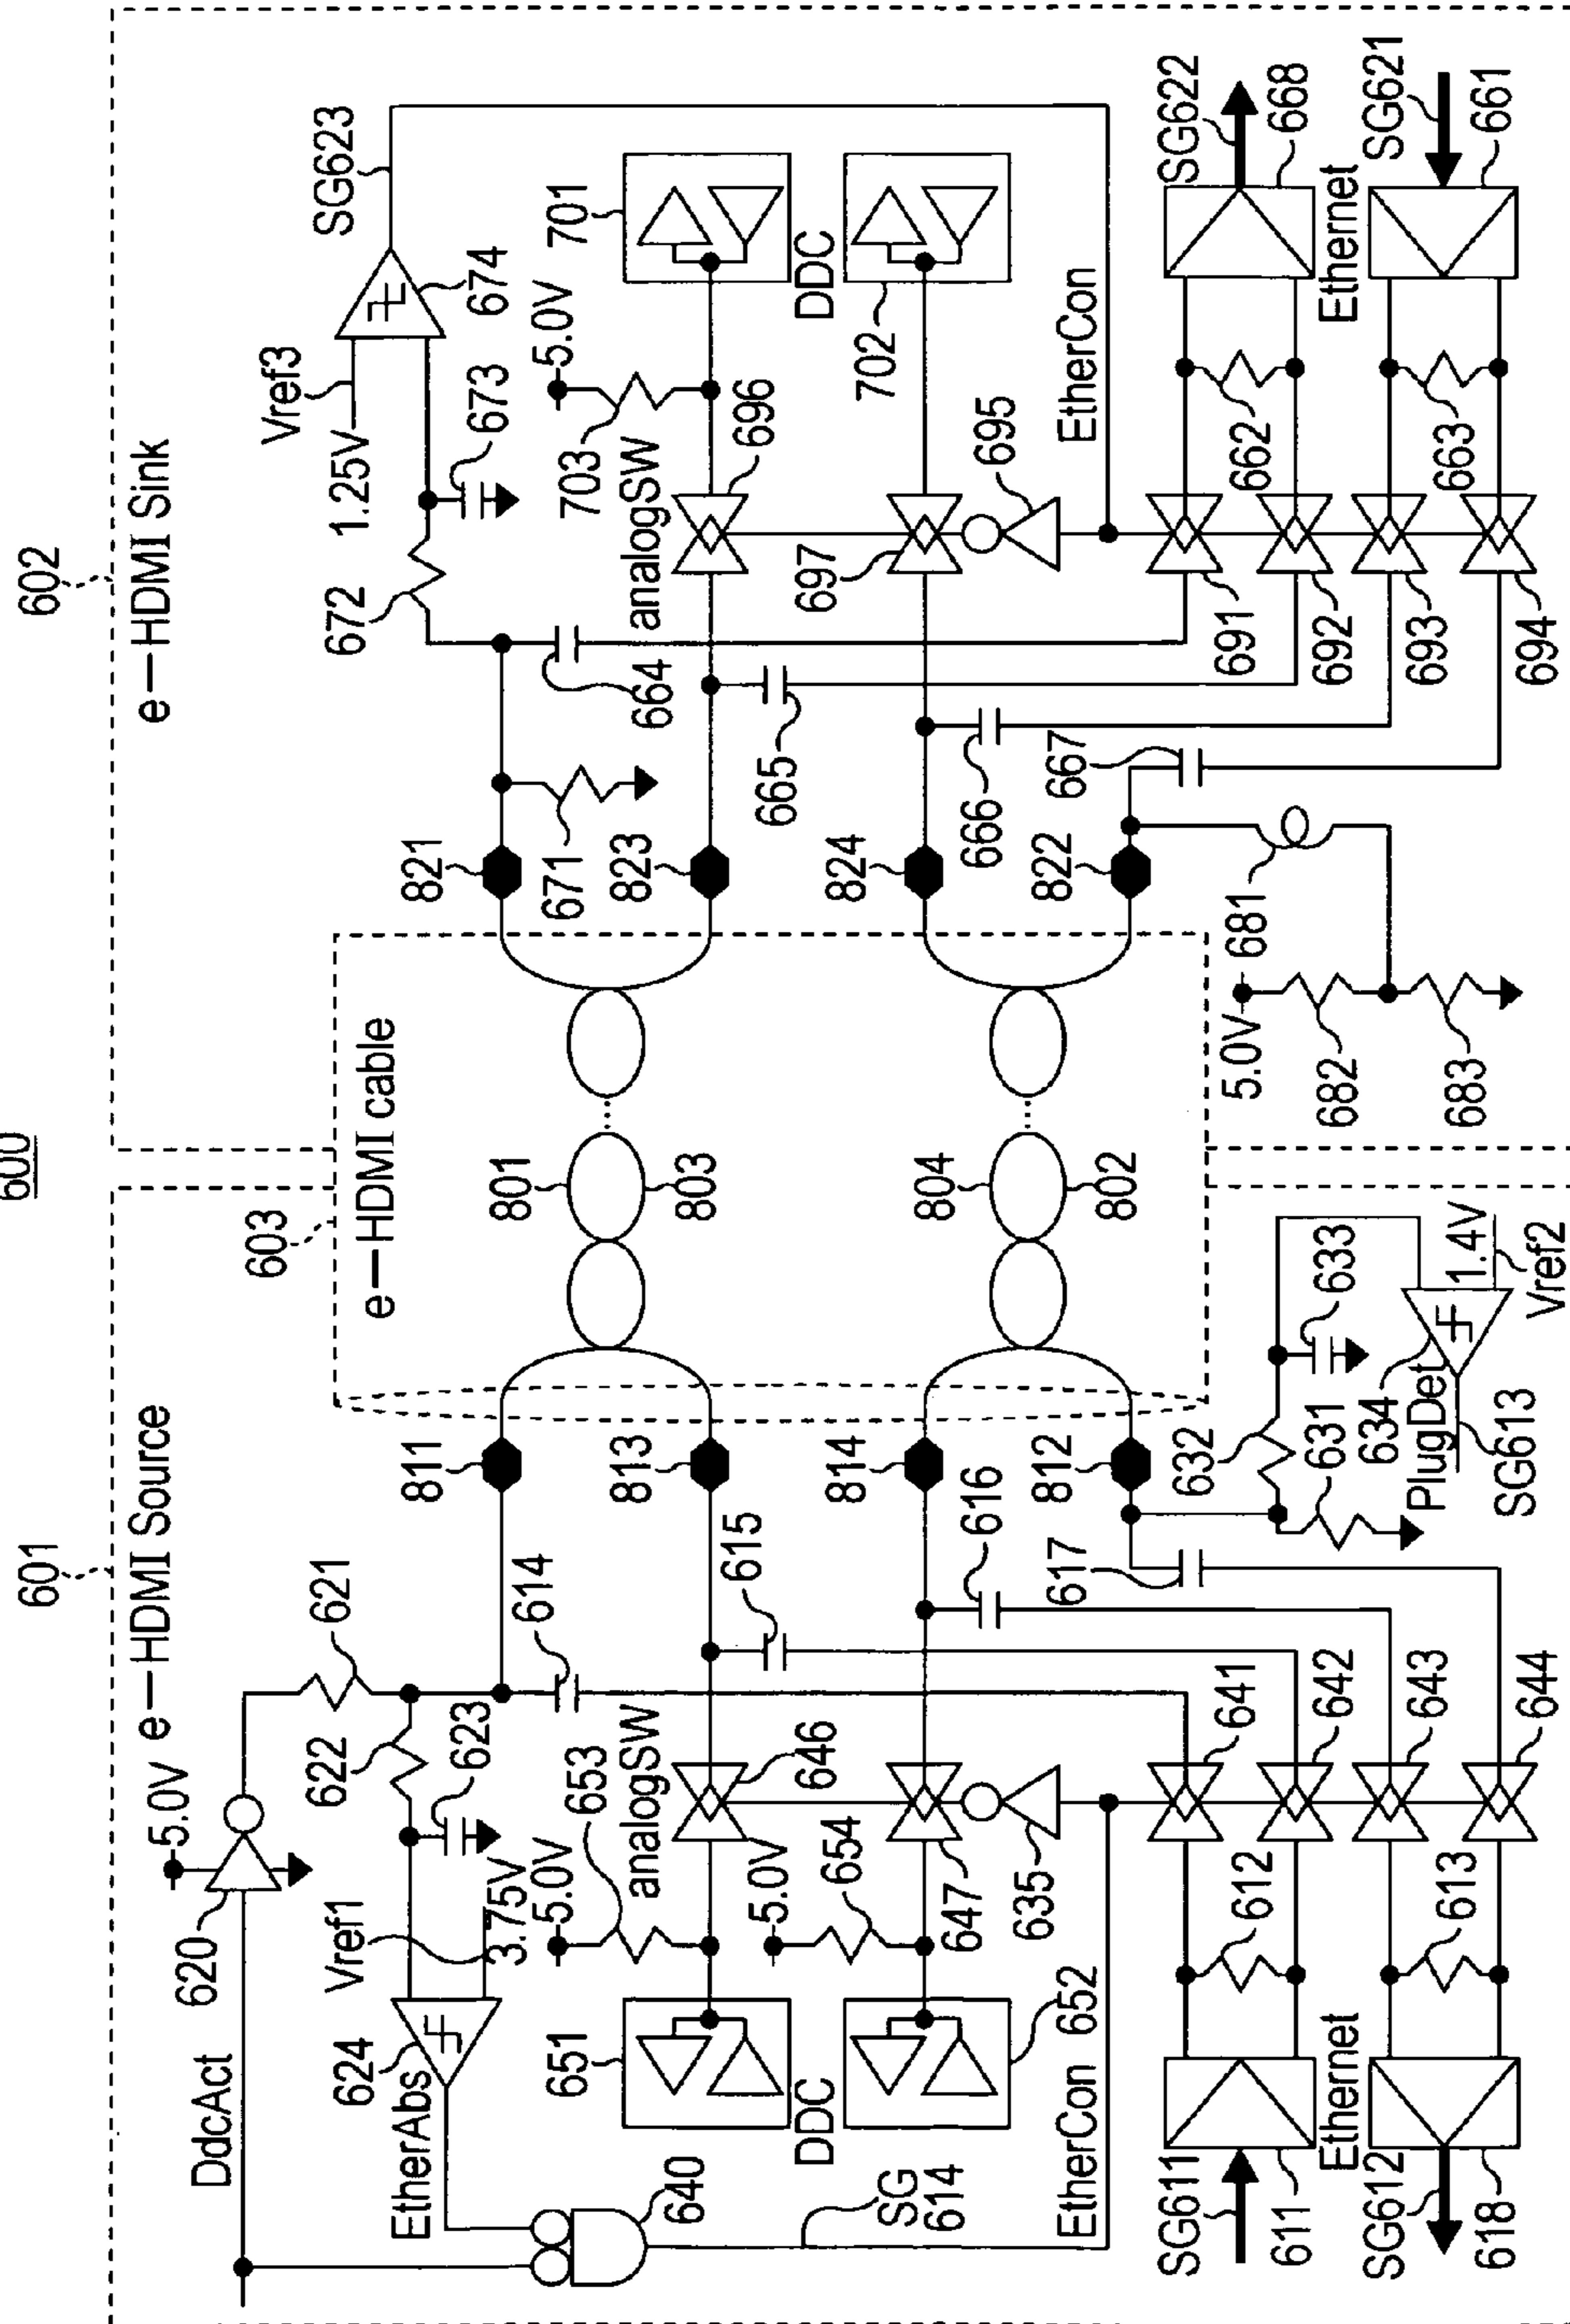 600
601
e-HDMI Source
603
e-HDMI cable
602
e-HDMI Sink
DdcAct
620
5.0V
621
622
623
Vref1
3.75V
624
EtherAbs
640
SG
614
614
811
801
803
821
671
672
664
Vref3
1.25V
673
674
SG623
651
DDC
652
653
5.0V
analogSW
646
615
813
823
665
analogSW
703
5.0V
696
701
DDC
702
5.0V
654
647
635
EtherCon
814
616
804
802
824
666
697
695
EtherCon
812
617
632
631
633
634
PlugDet
SG613
1.4V
Vref2
822
667
681
5.0V
682
683
SG611
611
Ethernet
SG612
618
612
613
641
642
643
644
691
692
693
694
662
663
Ethernet
SG622
668
SG621
661